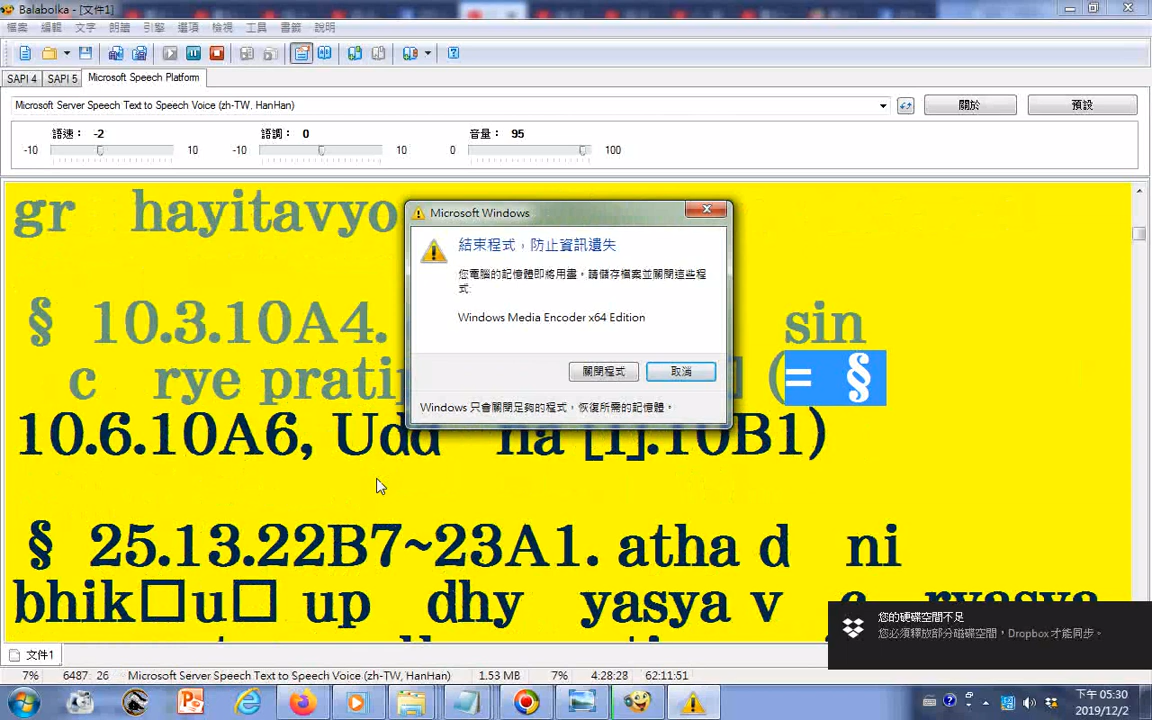 Balabolka - [文件1]
檔案 編輯 文字 朗讀 引擎 選項 檢視 工具 書籤 說明
SAPI 4 SAPI 5 Microsoft Speech Platform
Microsoft Server Speech Text to Speech Voice (zh-TW, HanHan) 關於 預設
語速： -2 語調： 0 音量： 95
-10 10 -10 10 0 100
gr hayitavyo
Microsoft Windows
結束程式，防止資訊遺失
您電腦的記憶體即將用盡，請儲存檔案並關閉這些程
式:
Windows Media Encoder x64 Edition
關閉程式 取消
Windows 只會關閉足夠的程式，恢復所需的記憶體。
§ 10.3.10A4. sin
c rye (= §
10.6.10A6, Udd na [1].10B1)
§ 25.13.22B7~23A1. atha d ni
bhik□u□ up dhy yasya v c ryasya
您的硬碟空間不足
您必須釋放部分磁碟空間，Dropbox 才能同步。
文件1
7% 6487: 26 Microsoft Server Speech Text to Speech Voice (zh-TW, HanHan) 1.53 MB 7% 4:28:28 62:11:51
下午 05:30
2019/12/2